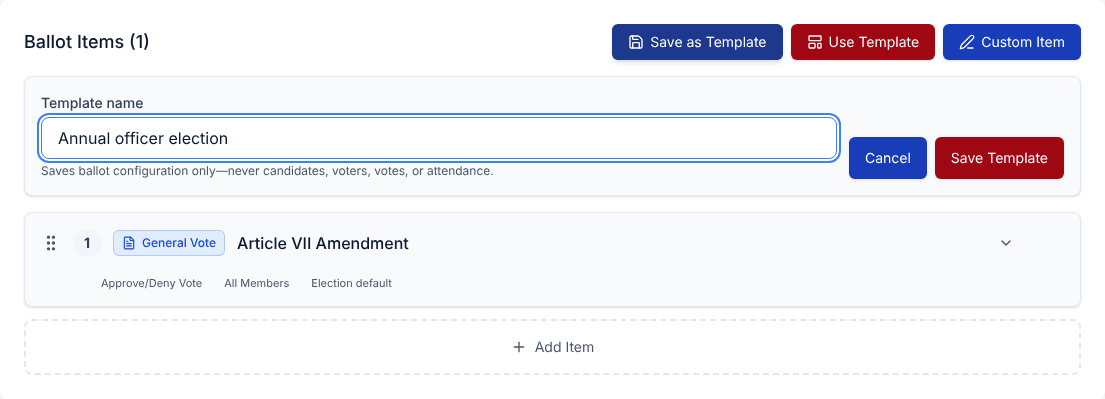 Ballot Items (1)
Save as Template
Use Template
Custom Item
Template name
Annual officer election
Saves ballot configuration only—never candidates, voters, votes, or attendance.
Cancel
Save Template
1
General Vote
Article VII Amendment
Approve/Deny Vote
All Members
Election default
Add Item